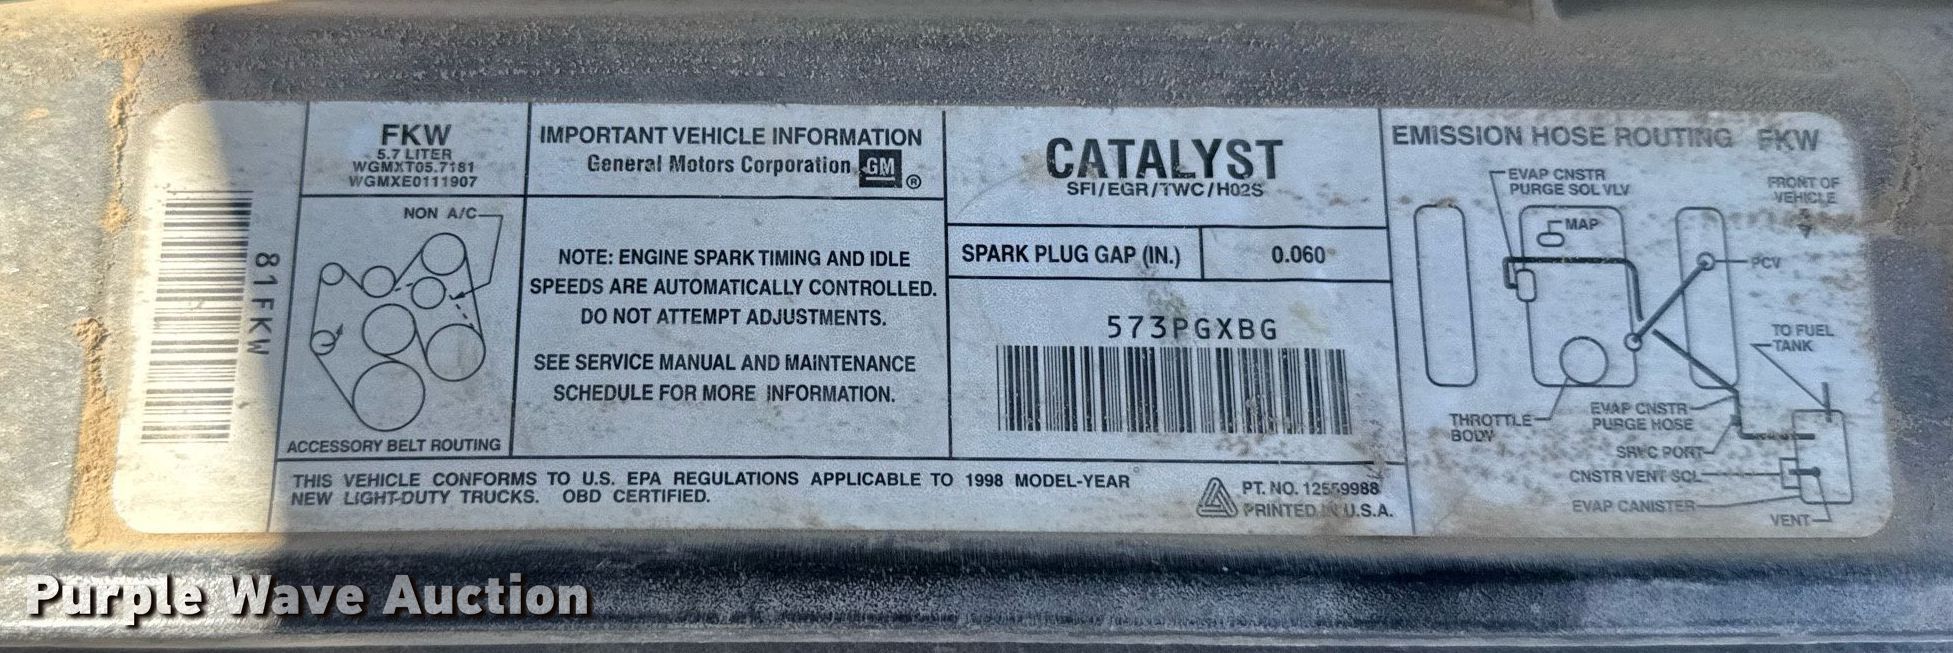 81FKW
FKW
5.7 LITER
WGMXT05.7181
WGMXE0111907
NON A/C
ACCESSORY BELT ROUTING
IMPORTANT VEHICLE INFORMATION
General Motors Corporation GM ®
NOTE: ENGINE SPARK TIMING AND IDLE
SPEEDS ARE AUTOMATICALLY CONTROLLED.
DO NOT ATTEMPT ADJUSTMENTS.
SEE SERVICE MANUAL AND MAINTENANCE
SCHEDULE FOR MORE INFORMATION.
CATALYST
SFI/EGR/TWC/HO2S
SPARK PLUG GAP (IN.) 0.060
573PGXBG
EMISSION HOSE ROUTING FKW
EVAP CNSTR
PURGE SOL VLV
FRONT OF
VEHICLE
MAP
PCV
TO FUEL
TANK
THROTTLE
BODY
EVAP CNSTR
PURGE HOSE
SRVC PORT
CNSTR VENT SOL
EVAP CANISTER
VENT
THIS VEHICLE CONFORMS TO U.S. EPA REGULATIONS APPLICABLE TO 1998 MODEL-YEAR
NEW LIGHT-DUTY TRUCKS. OBD CERTIFIED.
PT. NO. 12559988
PRINTED IN U.S.A.
Purple Wave Auction